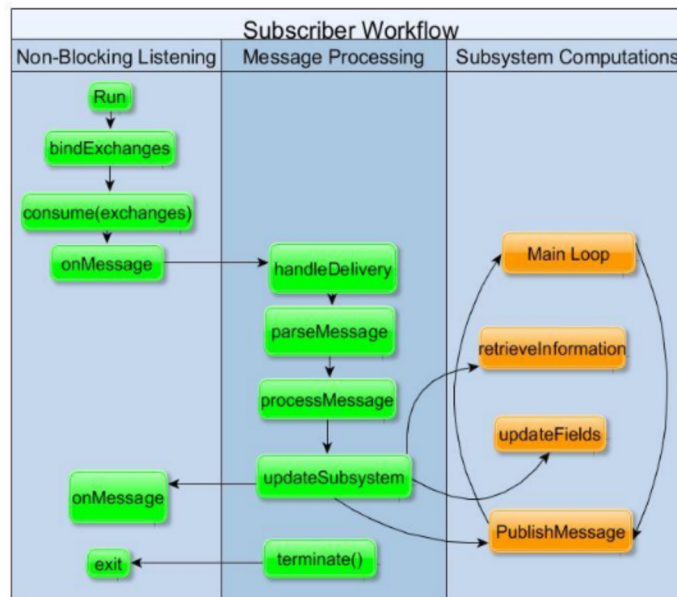 Subscriber Workflow
Non-Blocking Listening
Message Processing
Subsystem Computations
Run
bindExchanges
consume(exchanges)
onMessage
handleDelivery
Main Loop
parseMessage
retrieveInformation
processMessage
updateFields
updateSubsystem
onMessage
PublishMessage
exit
terminate()